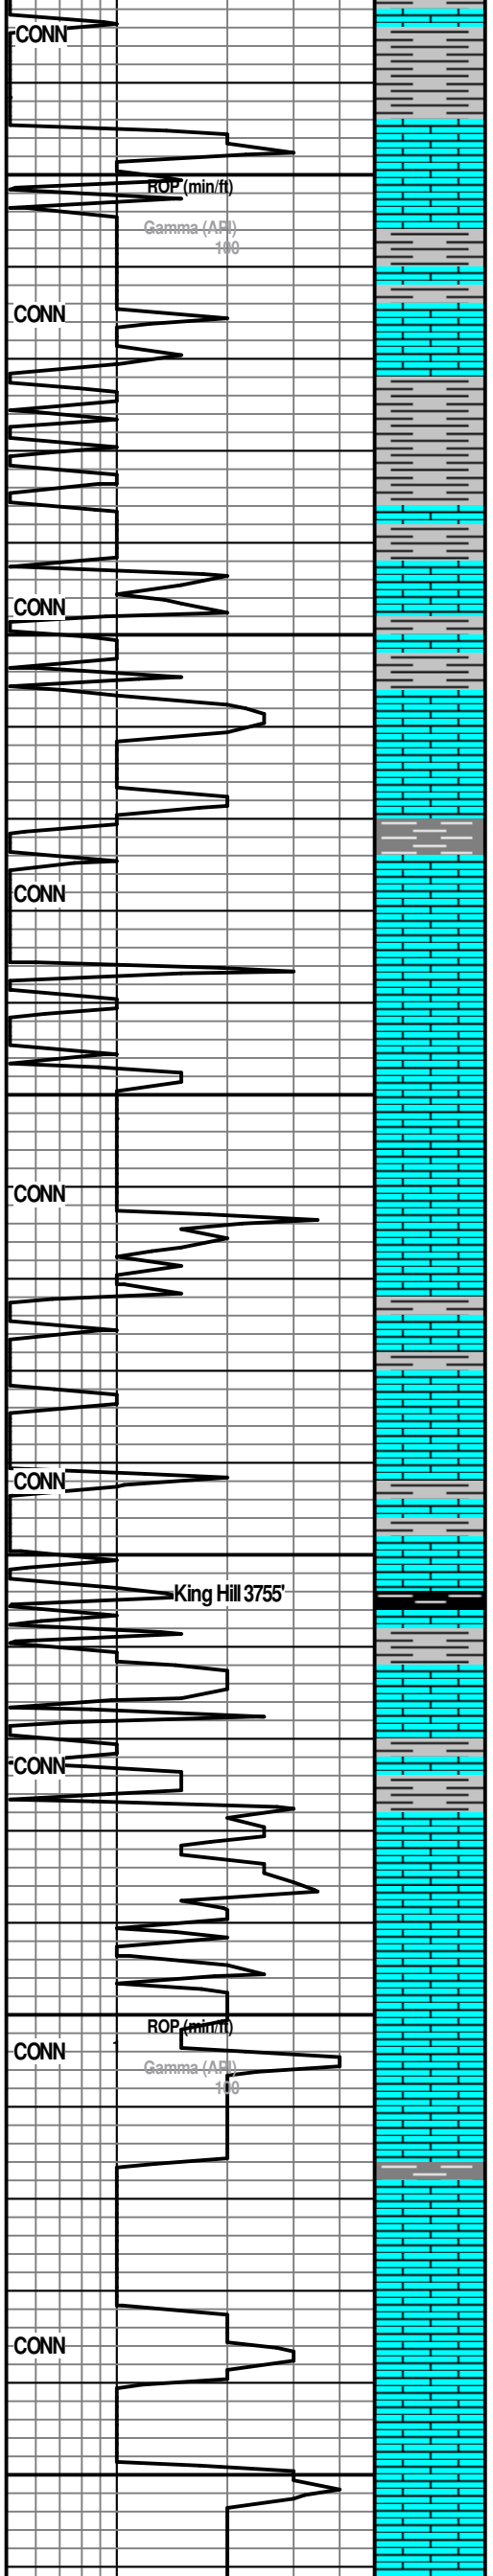 CONN
ROP (min/ft)
Gamma (API)
100
CONN
CONN
CONN
CONN
CONN
King Hill 3755'
CONN
ROP (min/ft)
CONN
Gamma (API)
100
CONN